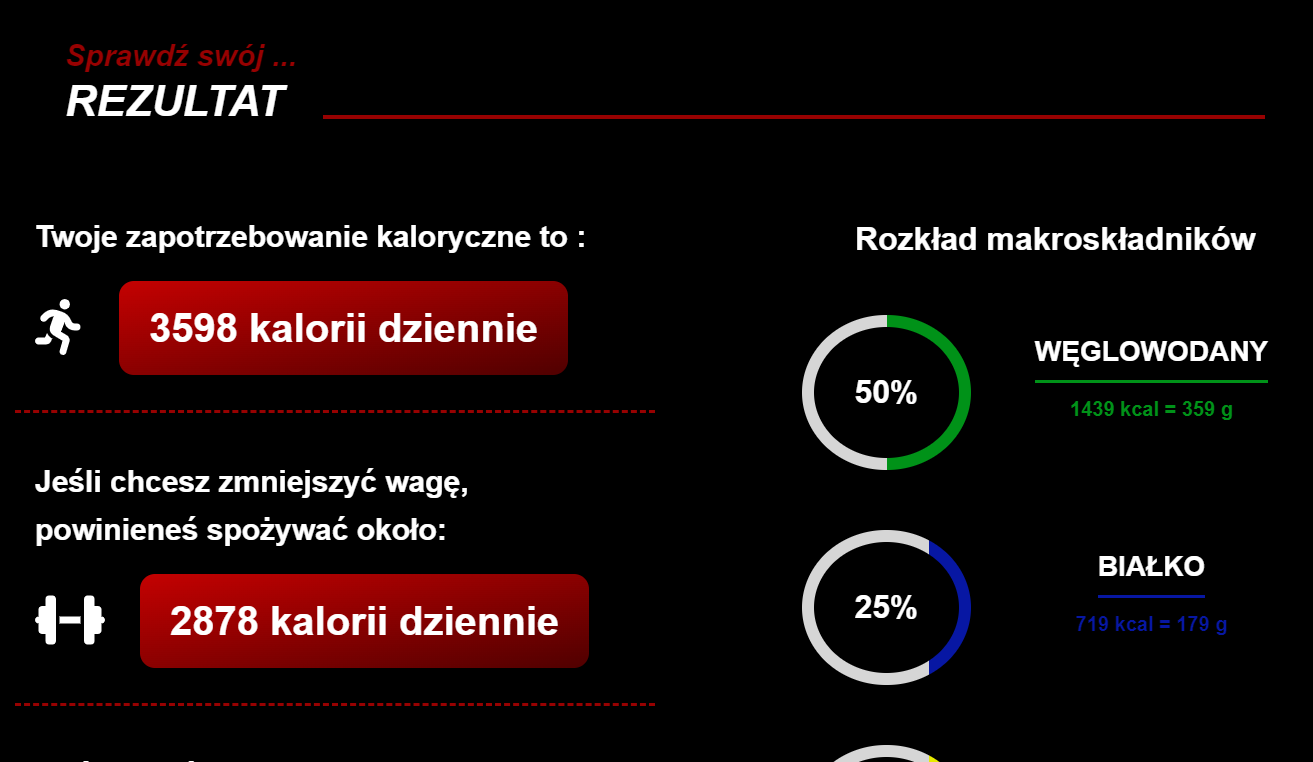 Sprawdź swój ...
REZULTAT
Twoje zapotrzebowanie kaloryczne to :
3598 kalorii dziennie
Jeśli chcesz zmniejszyć wagę,
powinieneś spożywać około:
2878 kalorii dziennie
Rozkład makroskładników
50%
WĘGLOWODANY
1439 kcal = 359 g
25%
BIAŁKO
719 kcal = 179 g